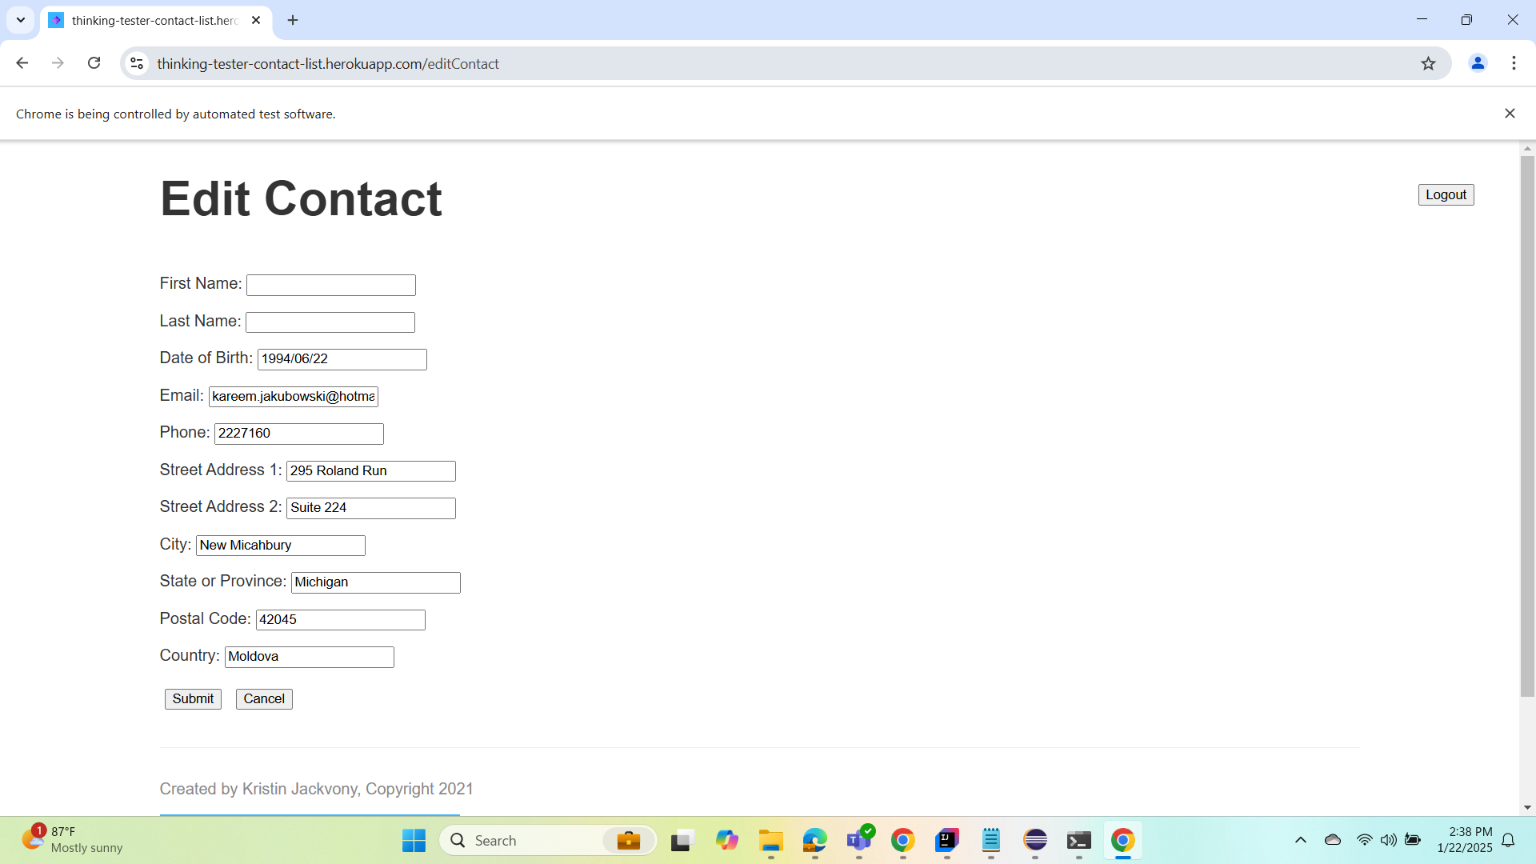 thinking-tester-contact-list.herc
thinking-tester-contact-list.herokuapp.com/editContact
Chrome is being controlled by automated test software.
Edit Contact
Logout
First Name:
Last Name:
Date of Birth: 1994/06/22
Email: kareem.jakubowski@hotma
Phone: 2227160
Street Address 1: 295 Roland Run
Street Address 2: Suite 224
City: New Micahbury
State or Province: Michigan
Postal Code: 42045
Country: Moldova
Submit Cancel
Created by Kristin Jackvony, Copyright 2021
1
87°F
Mostly sunny
Search
2:38 PM
1/22/2025